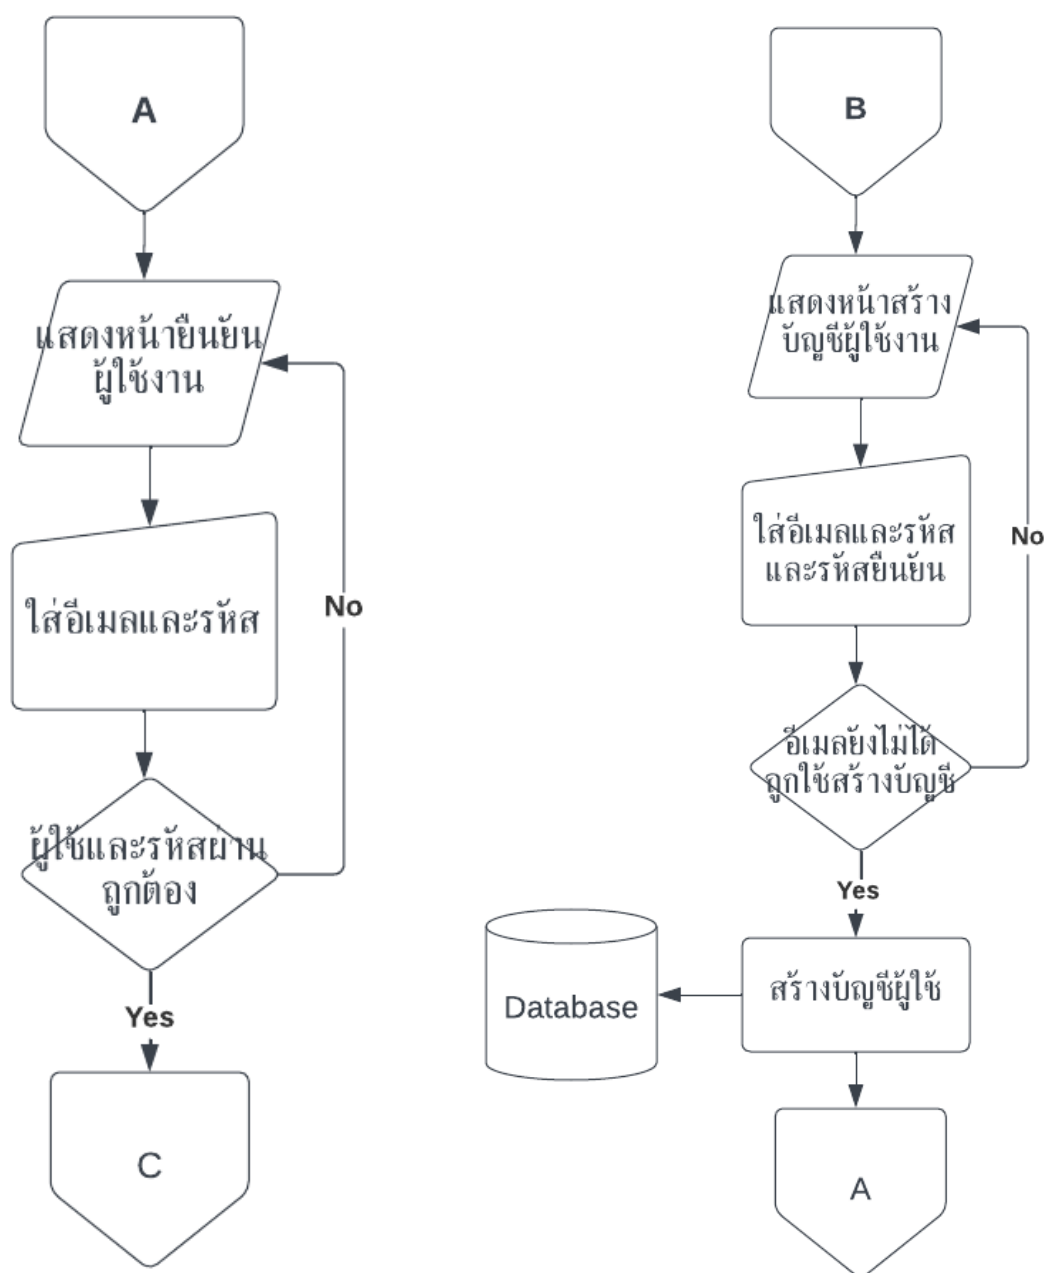 A
แสดงหน้ายืนยัน
ผู้ใช้งาน
ใส่อีเมลและรหัส
No
ผู้ใช้และรหัสผ่าน
ถูกต้อง
Yes
C
B
แสดงหน้าสร้าง
บัญชีผู้ใช้งาน
ใส่อีเมลและรหัส
และรหัสยืนยัน
No
อีเมลยังไม่ได้
ถูกใช้สร้างบัญชี
Yes
สร้างบัญชีผู้ใช้
Database
A